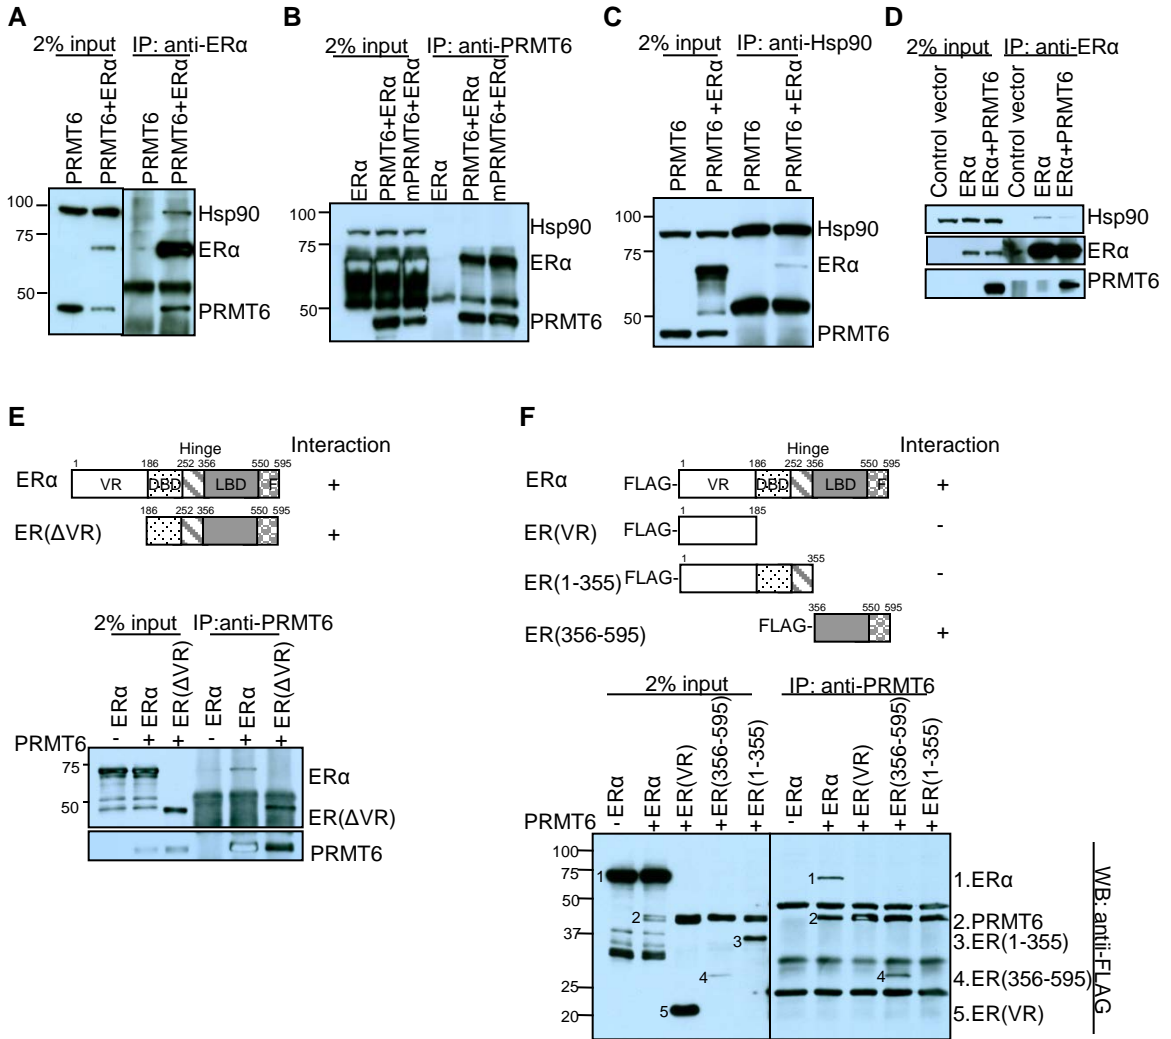 A
2% input
IP: anti-ERα
PRMT6
PRMT6+ERα
PRMT6
PRMT6+ERα
100
75
50
Hsp90
ERα
PRMT6
B
2% input
IP: anti-PRMT6
ERα
PRMT6+ERα
mPRMT6+ERα
ERα
PRMT6+ERα
mPRMT6+ERα
100
75
50
Hsp90
ERα
PRMT6
C
2% input
IP: anti-Hsp90
PRMT6
PRMT6 +ERα
PRMT6
PRMT6 +ERα
100
75
50
Hsp90
ERα
PRMT6
D
2% input
IP: anti-ERα
Control vector
ERα
ERα+PRMT6
Control vector
ERα
ERα+PRMT6
Hsp90
ERα
PRMT6
E
Hinge
Interaction
1 186 252 356 550 595
ERα VR DBD LBD F +
186 252 356 550 595
ER(ΔVR) +
2% input
IP:anti-PRMT6
ERα
ERα
ER(ΔVR)
ERα
ERα
ER(ΔVR)
PRMT6 - + + - + +
75
50
ERα
ER(ΔVR)
PRMT6
F
Hinge
Interaction
1 186 252 356 550 595
ERα FLAG- VR DBD LBD F +
1 185
ER(VR) FLAG- -
1 355
ER(1-355) FLAG- -
356 550 595
ER(356-595) FLAG- +
2% input
IP: anti-PRMT6
ERα
ERα
ER(VR)
ER(356-595)
ER(1-355)
ERα
ERα
ER(VR)
ER(356-595)
ER(1-355)
PRMT6 - + + + + - + + + +
100
75
50
37
25
20
1
2
3
4
5
1
2
4
1.ERα
2.PRMT6
3.ER(1-355)
4.ER(356-595)
5.ER(VR)
WB: antii-FLAG